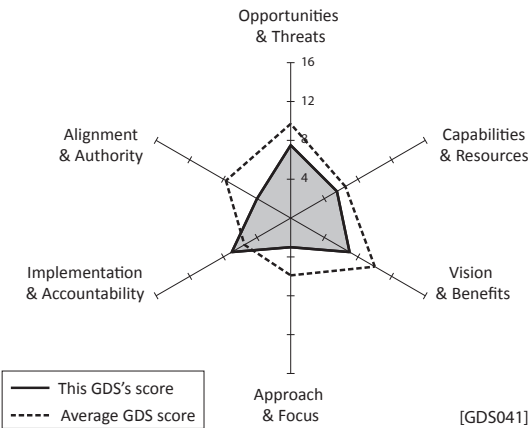 Opportunities
& Threats
16
12
8
4
Alignment
& Authority
Capabilities
& Resources
Implementation
& Accountability
Vision
& Benefits
This GDS's score
Average GDS score
Approach
& Focus
[GDS041]